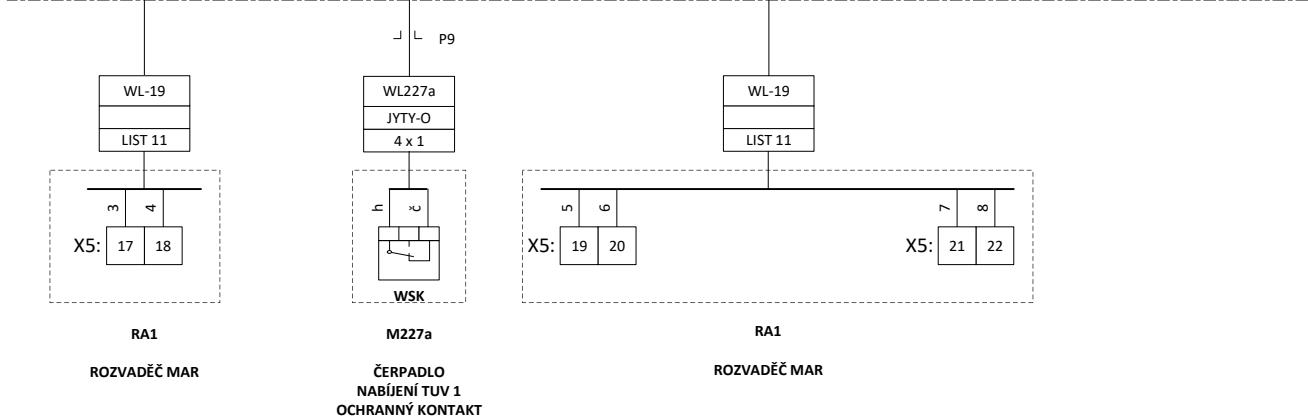 P9
WL-19
LIST 11
3 4
X5: 17 18
RA1
ROZVADĚČ MAR
WL227a
JYTY-O
4 x 1
h č
WSK
M227a
ČERPADLO
NABÍJENÍ TUV 1
OCHRANNÝ KONTAKT
WL-19
LIST 11
5 6 7 8
X5: 19 20 X5: 21 22
RA1
ROZVADĚČ MAR